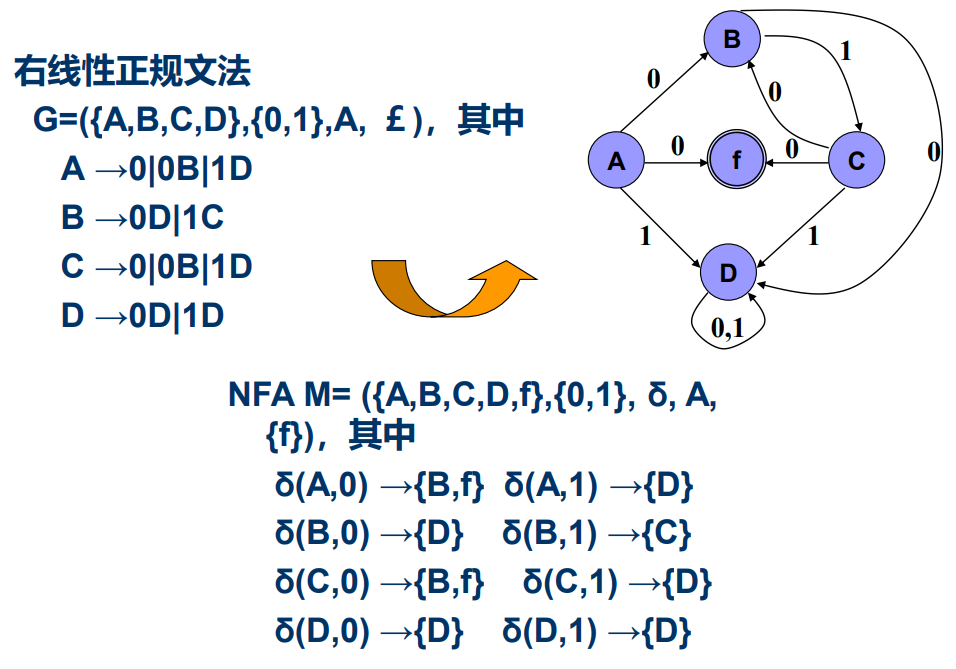 右线性正规文法
G=({A,B,C,D},{0,1},A, ￡), 其中
A →0|0B|1D
B →0D|1C
C →0|0B|1D
D →0D|1D
B
1
0
0
0
A
0
f
0
C
1
1
D
0,1
NFA M= ({A,B,C,D,f},{0,1}, δ, A,
{f}), 其中
δ(A,0) →{B,f} δ(A,1) →{D}
δ(B,0) →{D} δ(B,1) →{C}
δ(C,0) →{B,f} δ(C,1) →{D}
δ(D,0) →{D} δ(D,1) →{D}